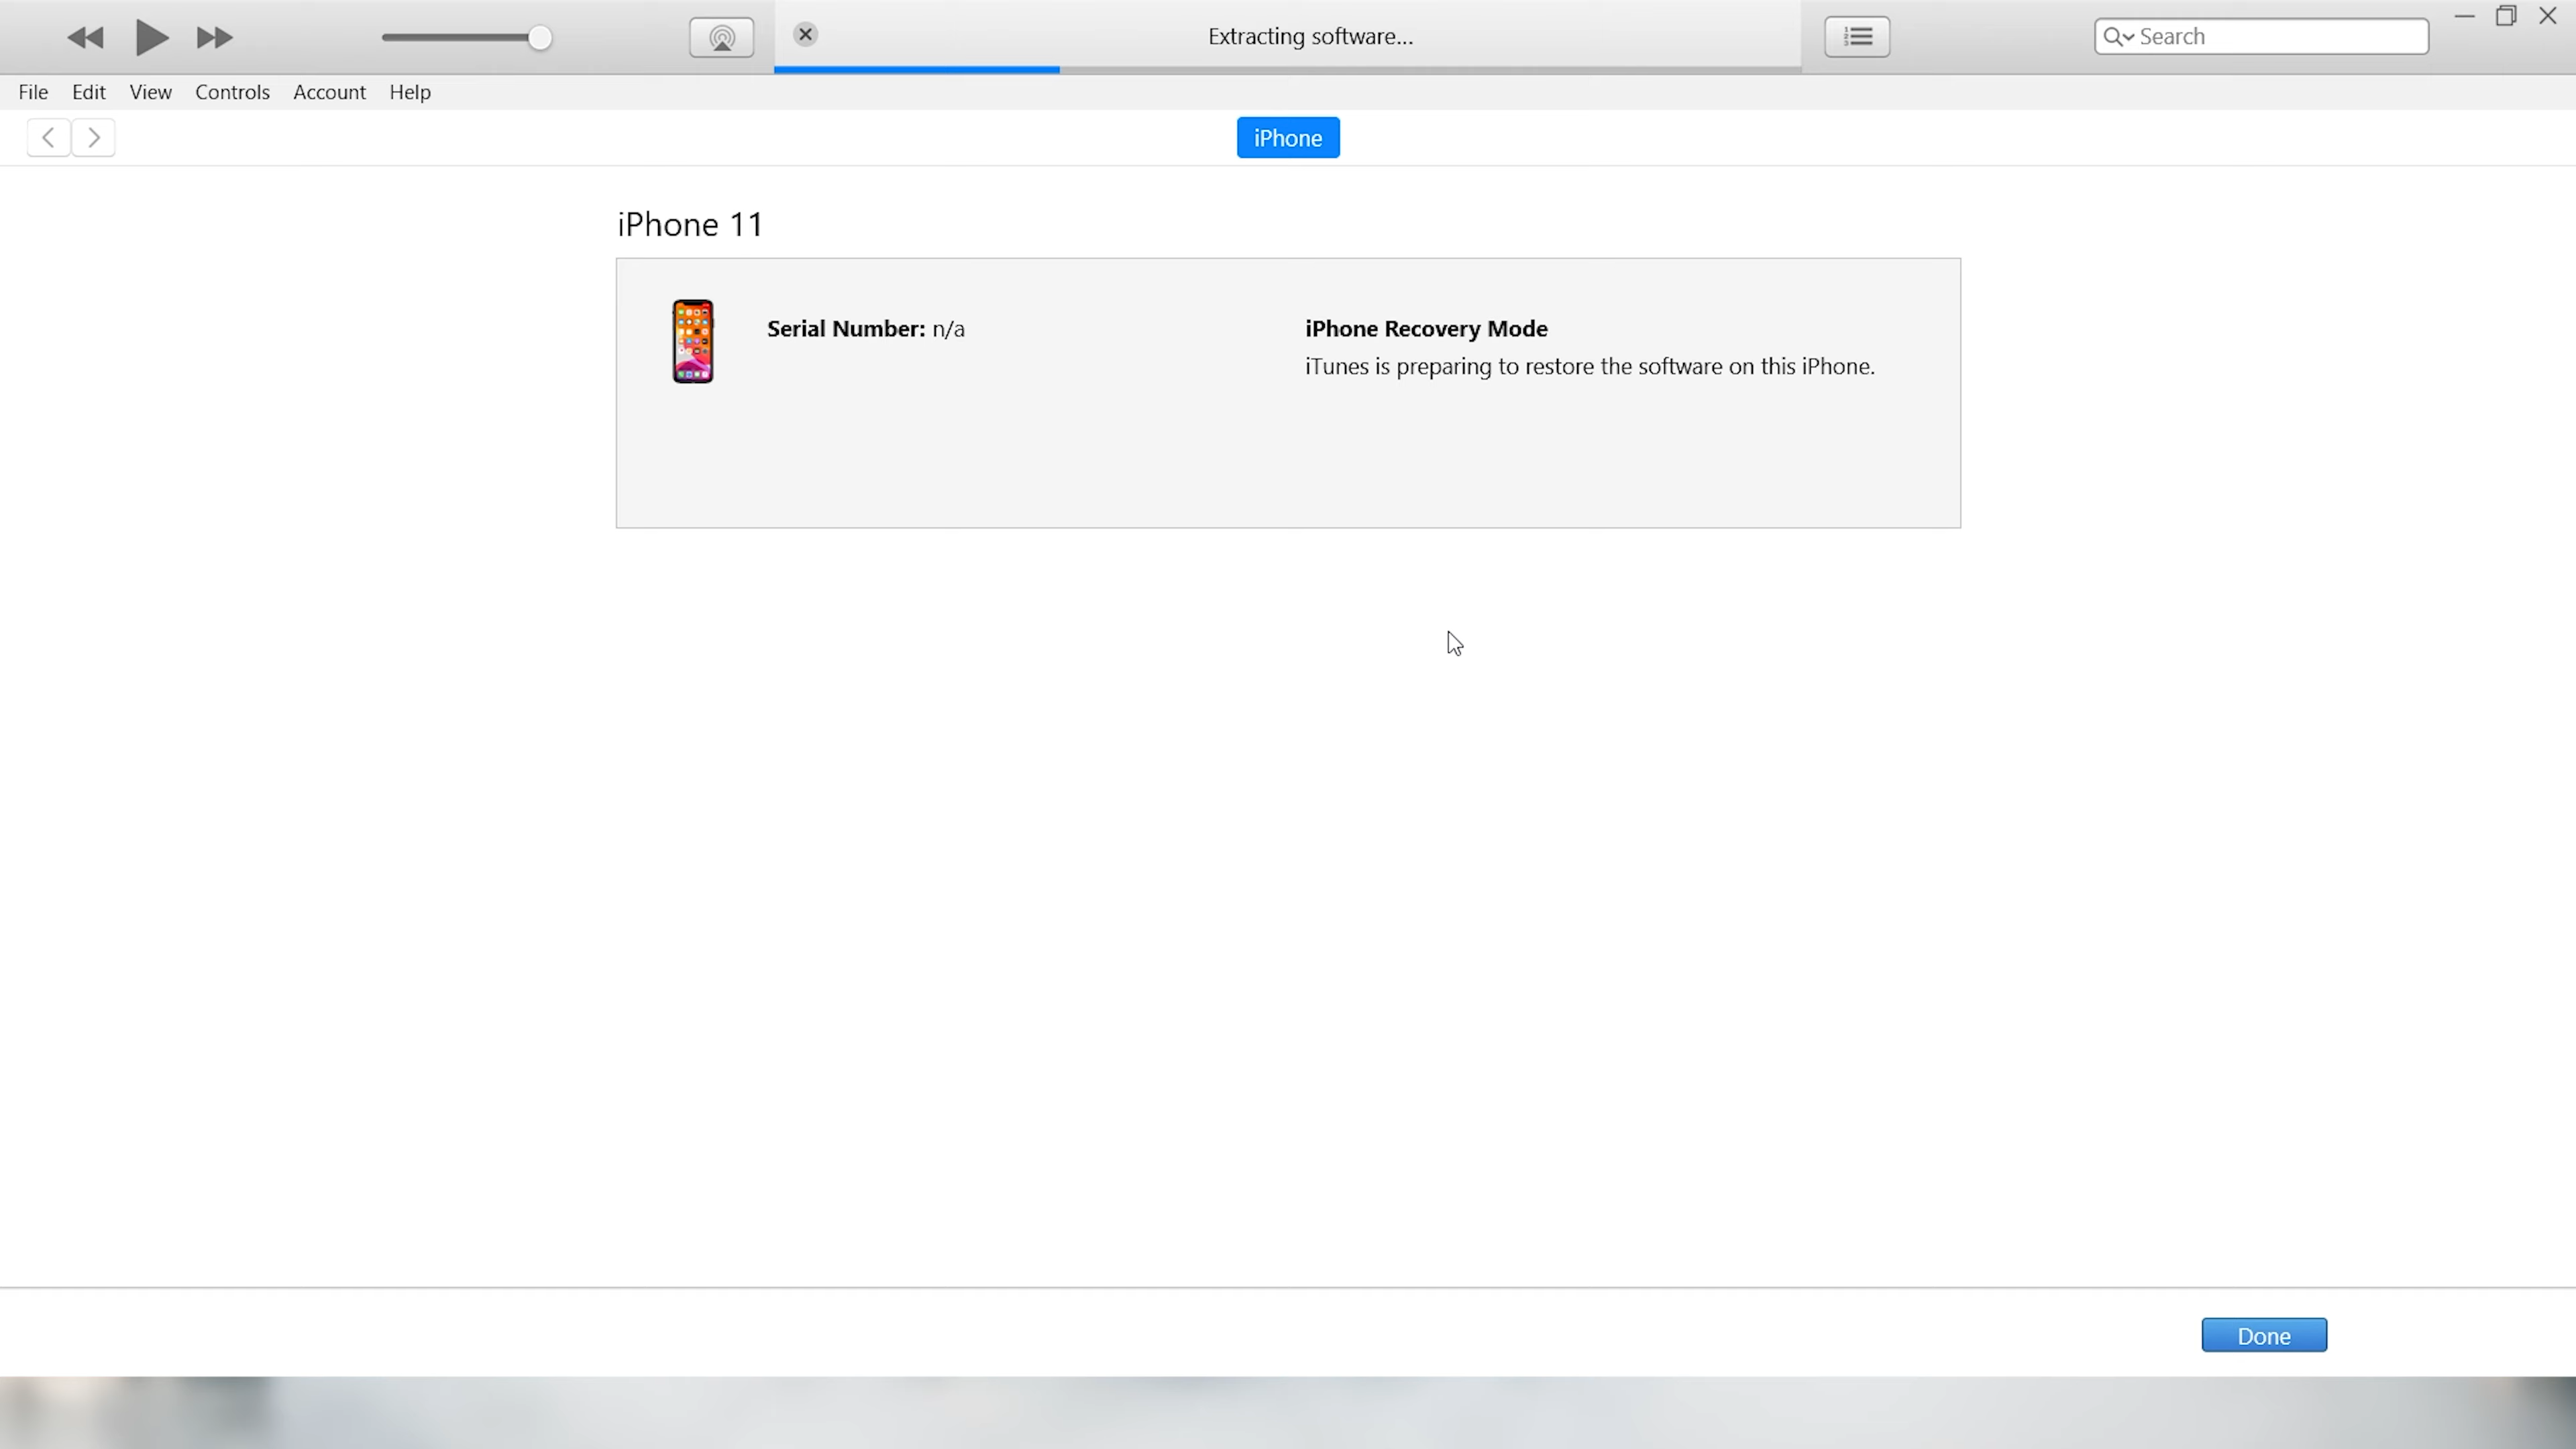 Extracting software...
Search
File Edit View Controls Account Help
iPhone
iPhone 11
Serial Number: n/a
iPhone Recovery Mode
iTunes is preparing to restore the software on this iPhone.
Done